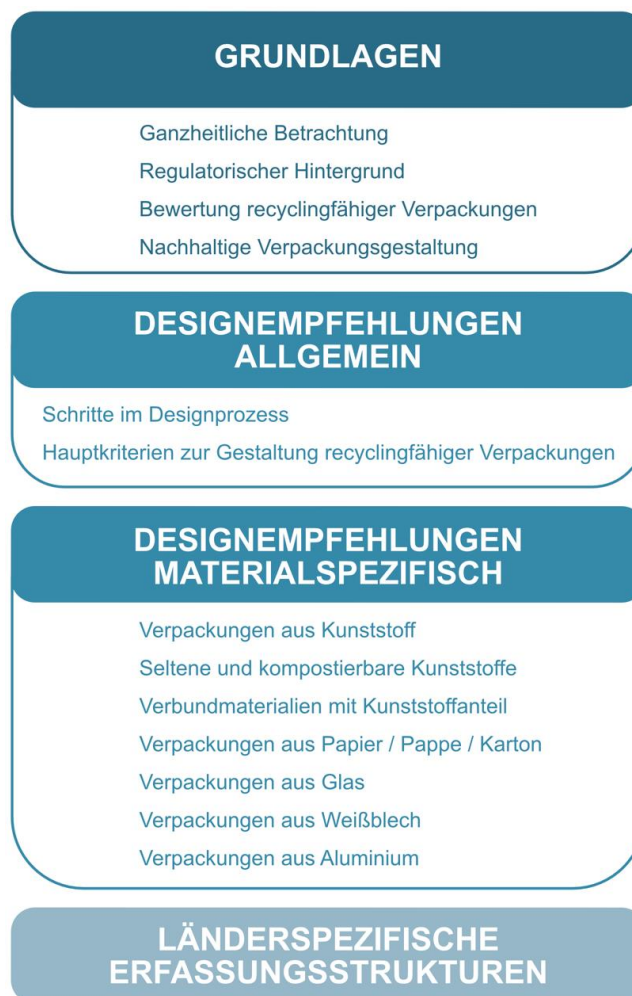 GRUNDLAGEN
Ganzheitliche Betrachtung
Regulatorischer Hintergrund
Bewertung recyclingfähiger Verpackungen
Nachhaltige Verpackungsgestaltung
DESIGNEMPFEHLUNGEN
ALLGEMEIN
Schritte im Designprozess
Hauptkriterien zur Gestaltung recyclingfähiger Verpackungen
DESIGNEMPFEHLUNGEN
MATERIALSPEZIFISCH
Verpackungen aus Kunststoff
Seltene und kompostierbare Kunststoffe
Verbundmaterialien mit Kunststoffanteil
Verpackungen aus Papier / Pappe / Karton
Verpackungen aus Glas
Verpackungen aus Weißblech
Verpackungen aus Aluminium
LÄNDERSPEZIFISCHE
ERFASSUNGSSTRUKTUREN